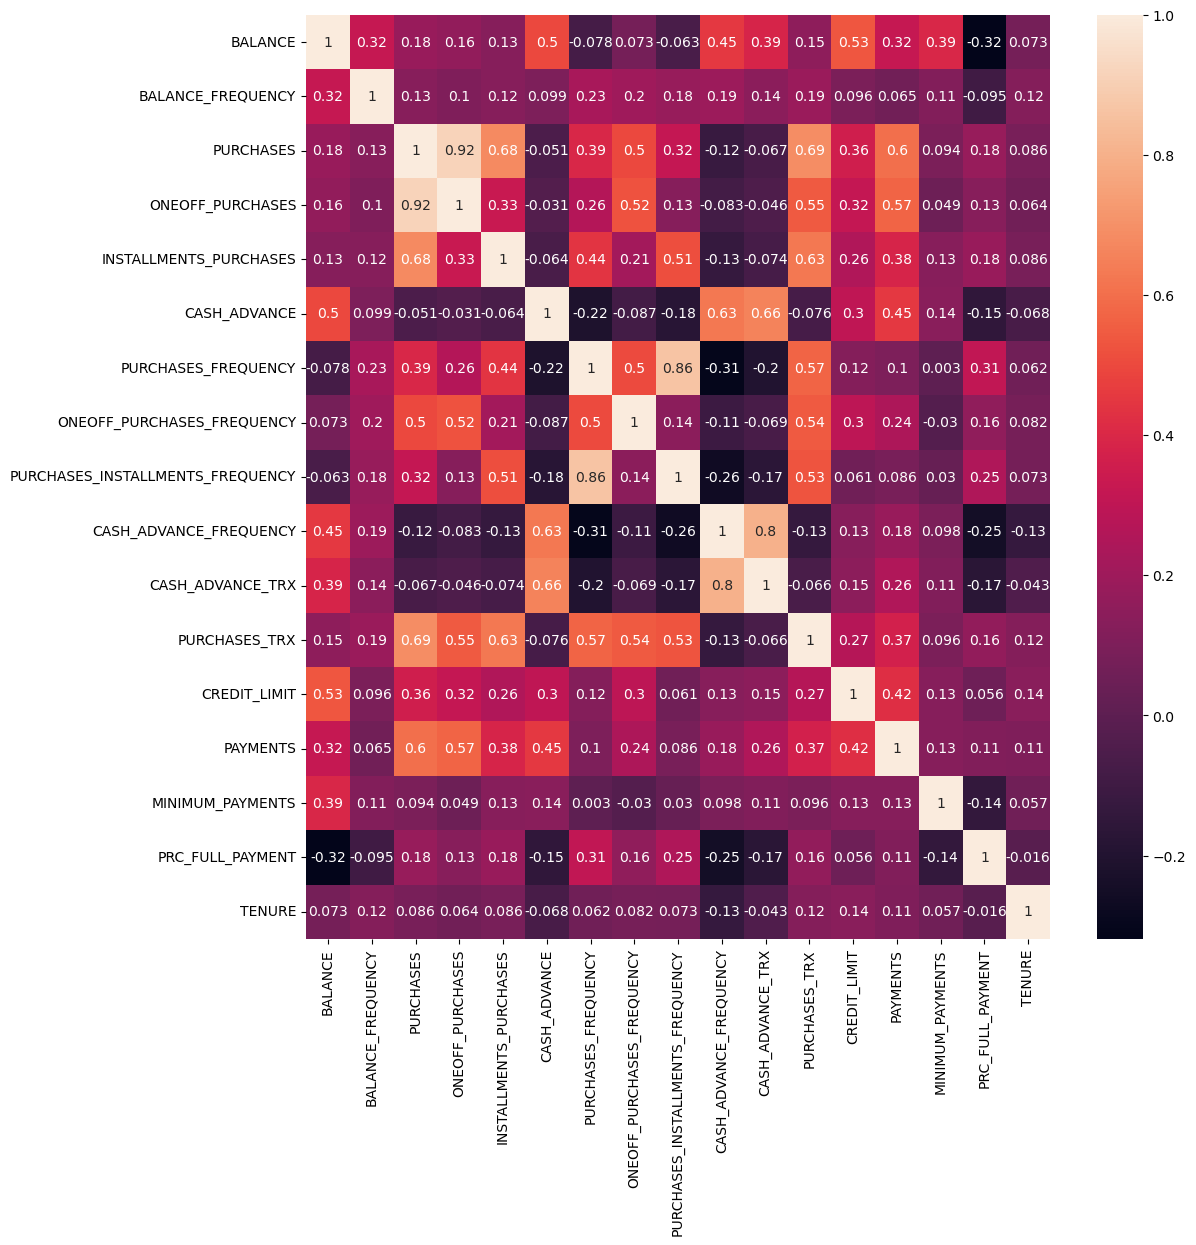 BALANCE 1 0.32 0.18 0.16 0.13 0.5 -0.078 0.073 -0.063 0.45 0.39 0.15 0.53 0.32 0.39 -0.32 0.073
BALANCE_FREQUENCY 0.32 1 0.13 0.1 0.12 0.099 0.23 0.2 0.18 0.19 0.14 0.19 0.096 0.065 0.11 -0.095 0.12
PURCHASES 0.18 0.13 1 0.92 0.68 -0.051 0.39 0.5 0.32 -0.12 -0.067 0.69 0.36 0.6 0.094 0.18 0.086
ONEOFF_PURCHASES 0.16 0.1 0.92 1 0.33 -0.031 0.26 0.52 0.13 -0.083 -0.046 0.55 0.32 0.57 0.049 0.13 0.064
INSTALLMENTS_PURCHASES 0.13 0.12 0.68 0.33 1 -0.064 0.44 0.21 0.51 -0.13 -0.074 0.63 0.26 0.38 0.13 0.18 0.086
CASH_ADVANCE 0.5 0.099 -0.051 -0.031 -0.064 1 -0.22 -0.087 -0.18 0.63 0.66 -0.076 0.3 0.45 0.14 -0.15 -0.068
PURCHASES_FREQUENCY -0.078 0.23 0.39 0.26 0.44 -0.22 1 0.5 0.86 -0.31 -0.2 0.57 0.12 0.1 0.003 0.31 0.062
ONEOFF_PURCHASES_FREQUENCY 0.073 0.2 0.5 0.52 0.21 -0.087 0.5 1 0.14 -0.11 -0.069 0.54 0.3 0.24 -0.03 0.16 0.082
PURCHASES_INSTALLMENTS_FREQUENCY -0.063 0.18 0.32 0.13 0.51 -0.18 0.86 0.14 1 -0.26 -0.17 0.53 0.061 0.086 0.03 0.25 0.073
CASH_ADVANCE_FREQUENCY 0.45 0.19 -0.12 -0.083 -0.13 0.63 -0.31 -0.11 -0.26 1 0.8 -0.13 0.13 0.18 0.098 -0.25 -0.13
CASH_ADVANCE_TRX 0.39 0.14 -0.067 -0.046 -0.074 0.66 -0.2 -0.069 -0.17 0.8 1 -0.066 0.15 0.26 0.11 -0.17 -0.043
PURCHASES_TRX 0.15 0.19 0.69 0.55 0.63 -0.076 0.57 0.54 0.53 -0.13 -0.066 1 0.27 0.37 0.096 0.16 0.12
CREDIT_LIMIT 0.53 0.096 0.36 0.32 0.26 0.3 0.12 0.3 0.061 0.13 0.15 0.27 1 0.42 0.13 0.056 0.14
PAYMENTS 0.32 0.065 0.6 0.57 0.38 0.45 0.1 0.24 0.086 0.18 0.26 0.37 0.42 1 0.13 0.11 0.11
MINIMUM_PAYMENTS 0.39 0.11 0.094 0.049 0.13 0.14 0.003 -0.03 0.03 0.098 0.11 0.096 0.13 0.13 1 -0.14 0.057
PRC_FULL_PAYMENT -0.32 -0.095 0.18 0.13 0.18 -0.15 0.31 0.16 0.25 -0.25 -0.17 0.16 0.056 0.11 -0.14 1 -0.016
TENURE 0.073 0.12 0.086 0.064 0.086 -0.068 0.062 0.082 0.073 -0.13 -0.043 0.12 0.14 0.11 0.057 -0.016 1
BALANCE
BALANCE_FREQUENCY
PURCHASES
ONEOFF_PURCHASES
INSTALLMENTS_PURCHASES
CASH_ADVANCE
PURCHASES_FREQUENCY
ONEOFF_PURCHASES_FREQUENCY
PURCHASES_INSTALLMENTS_FREQUENCY
CASH_ADVANCE_FREQUENCY
CASH_ADVANCE_TRX
PURCHASES_TRX
CREDIT_LIMIT
PAYMENTS
MINIMUM_PAYMENTS
PRC_FULL_PAYMENT
TENURE
1.0
0.8
0.6
0.4
0.2
0.0
−0.2